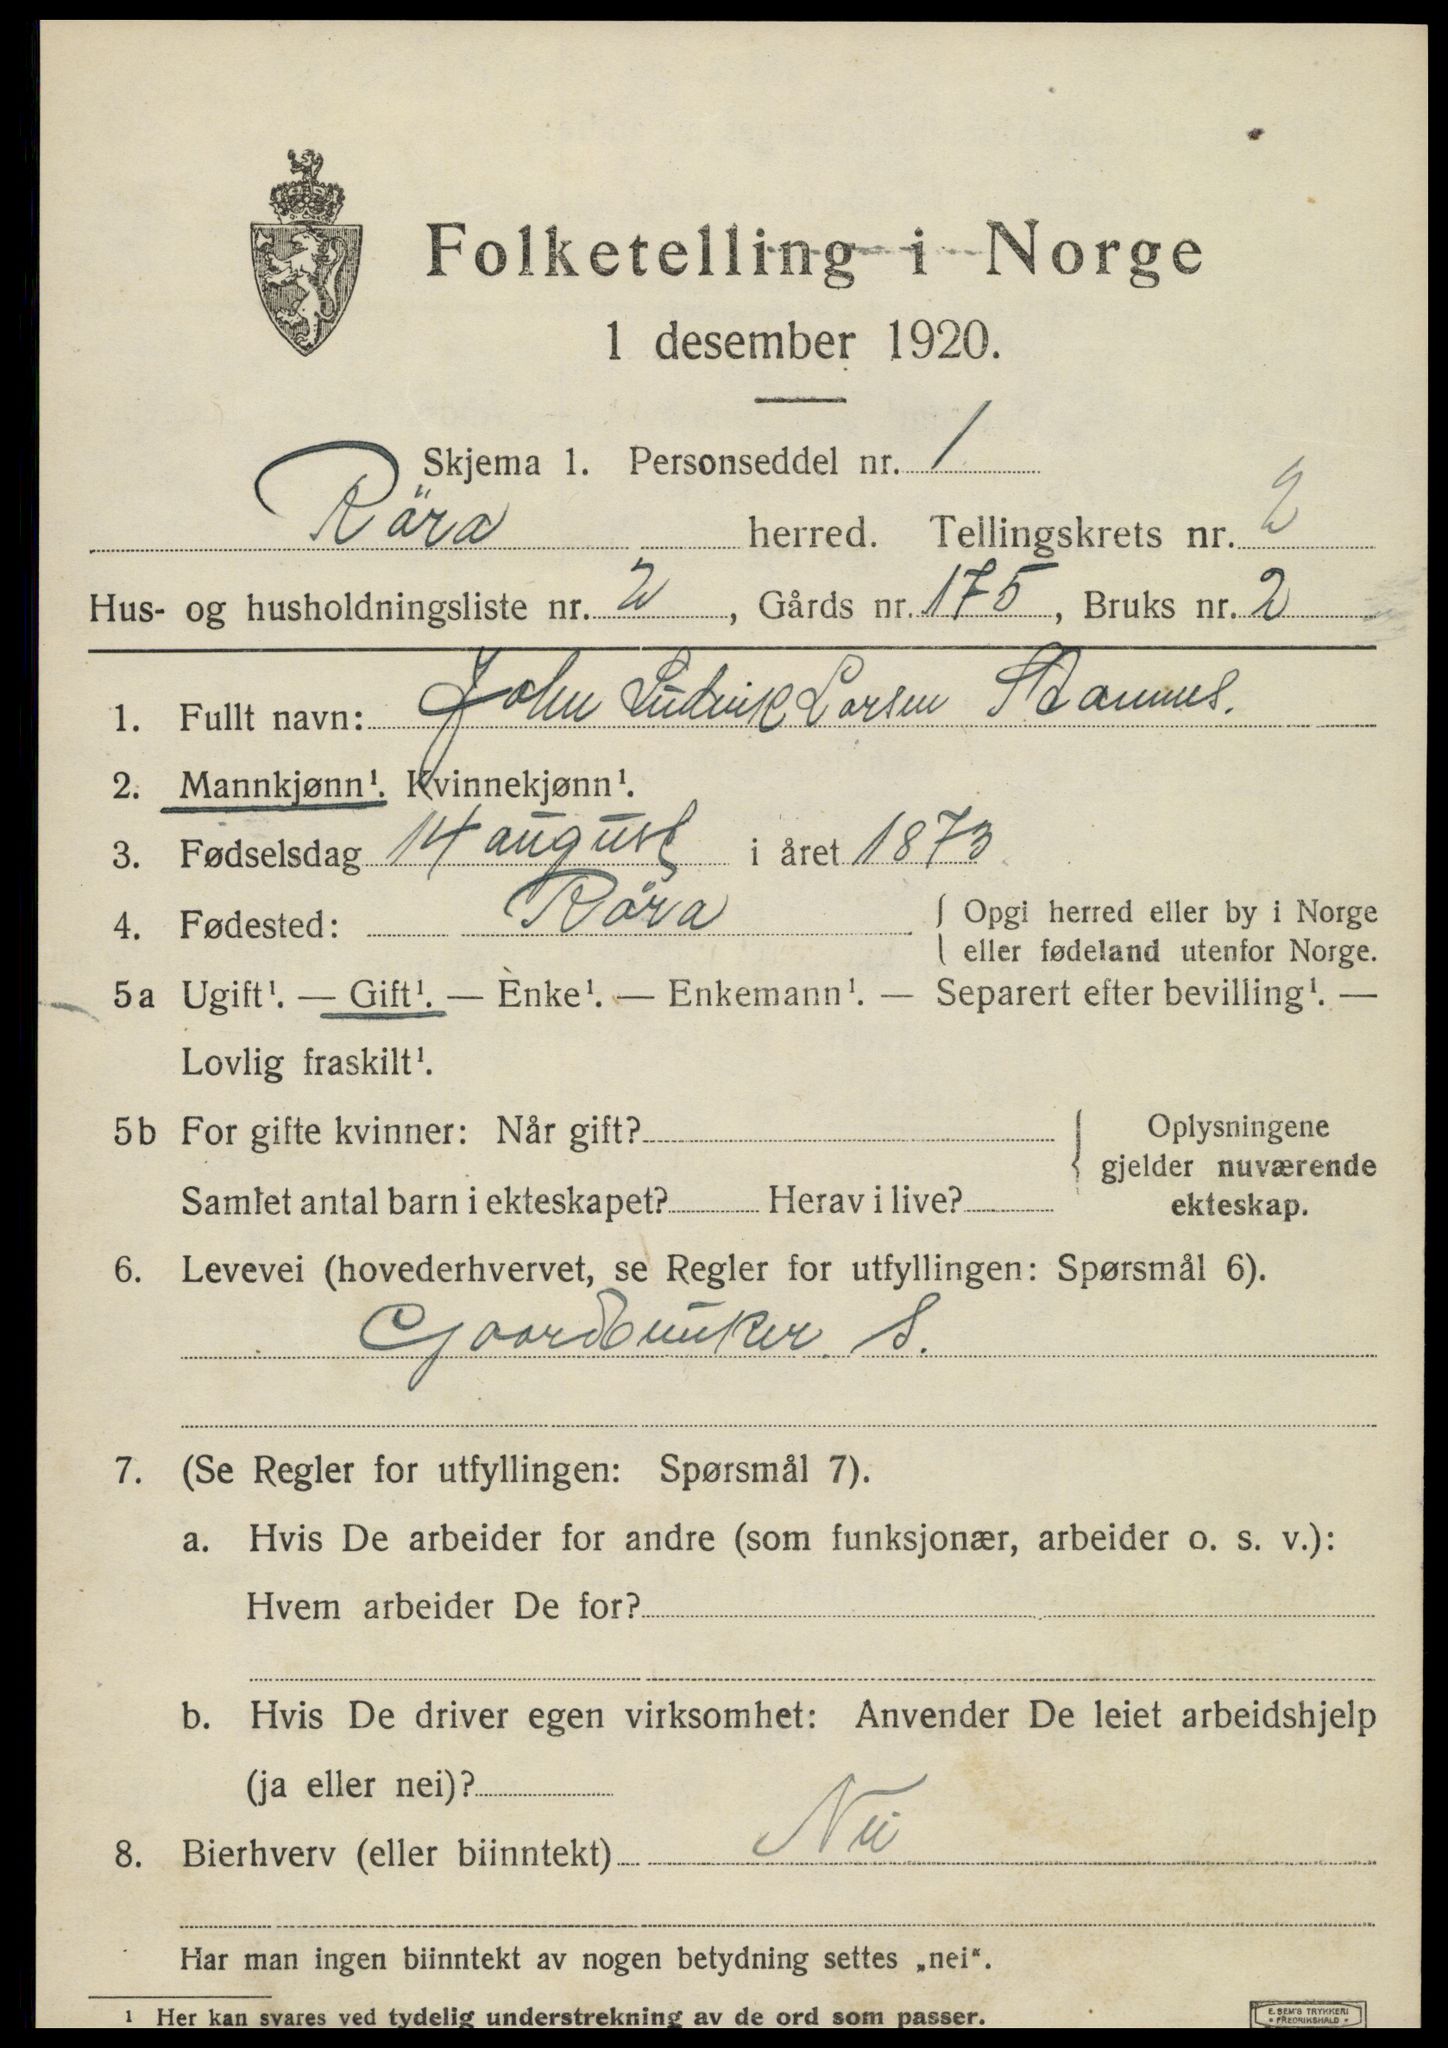 Folketelling i Norge
1 desember 1920.
Skjema 1. Personseddel nr. 1
Röra herred. Tellingskrets nr. 2
Hus- og husholdningsliste nr. 2, Gårds nr. 175, Bruks nr. 2
1. Fullt navn: John Ludvik Larsen
2. Mannkjønn¹. Kvinnekjønn¹.
3. Fødselsdag 14 august i året 1873
4. Fødested: Röra { Opgi herred eller by i Norge
eller fødeland utenfor Norge.
5a Ugift¹. — Gift¹. — Enke¹. — Enkemann¹. — Separert efter bevilling¹. —
Lovlig fraskilt¹.
5b For gifte kvinner: Når gift?
Samlet antal barn i ekteskapet? Herav i live?
{ Oplysningene
gjelder nuværende
ekteskap.
6. Levevei (hovederhvervet, se Regler for utfyllingen: Spørsmål 6).
Gaardbruker. S.
7. (Se Regler for utfyllingen: Spørsmål 7).
a. Hvis De arbeider for andre (som funksjonær, arbeider o. s. v.):
Hvem arbeider De for?
b. Hvis De driver egen virksomhet: Anvender De leiet arbeidshjelp
(ja eller nei)?
8. Bierhverv (eller biinntekt) Nei
Har man ingen biinntekt av nogen betydning settes „nei“.
¹ Her kan svares ved tydelig understrekning av de ord som passer.
E. SEM'S TRYKKERI
FREDRIKSHALD